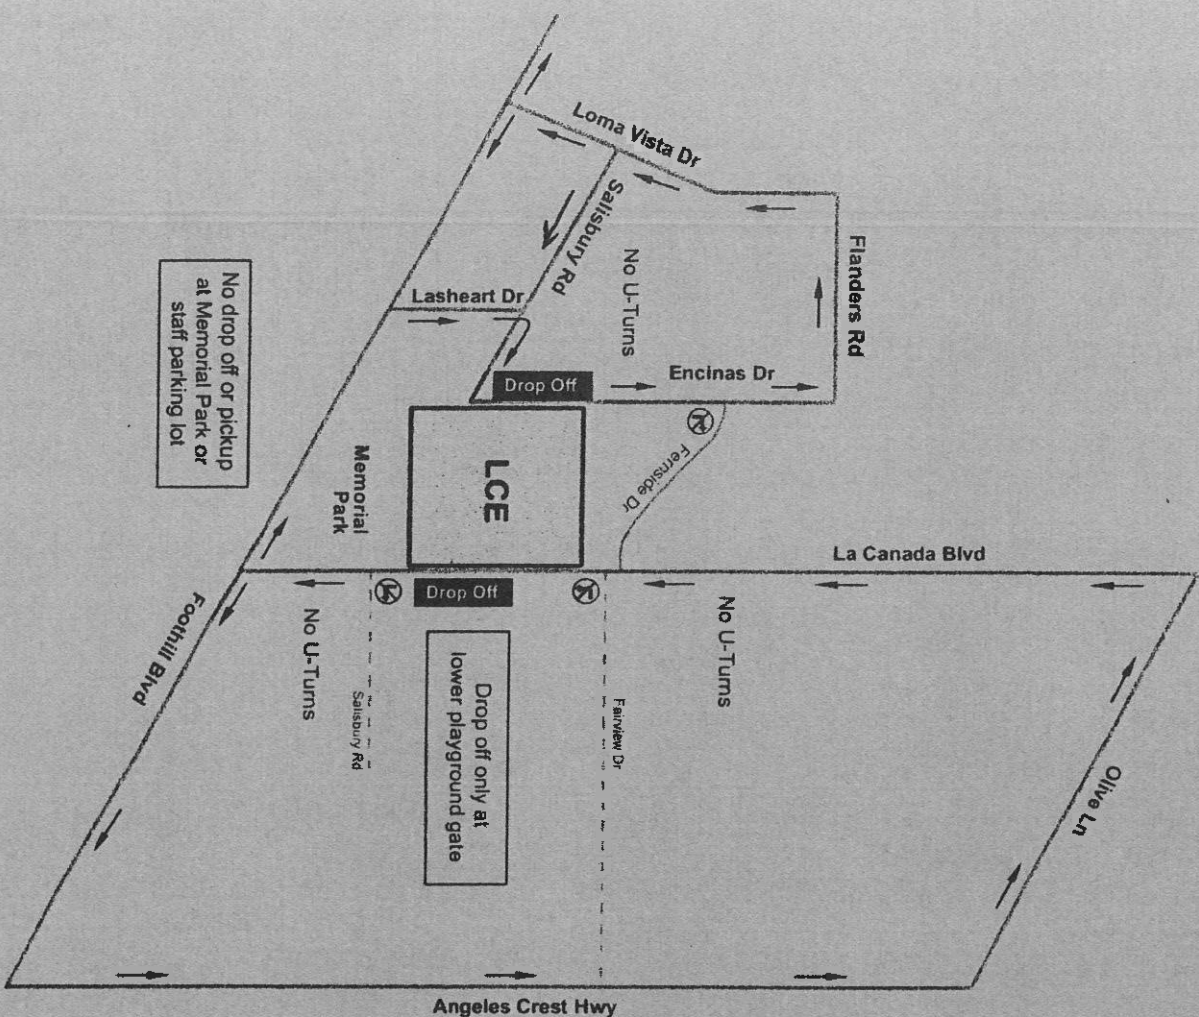 Loma Vista Dr
Salisbury Rd
No U-Turns
Flanders Rd
Lasheart Dr
Drop Off
Encinas Dr
No drop off or pickup
at Memorial Park or
staff parking lot
Memorial
Park
LCE
Fernside Dr
La Canada Blvd
Drop Off
Foothill Blvd
No U-Turns
Salisbury Rd
Drop off only at
lower playground gate
Fairview Dr
No U-Turns
Olive Ln
Angeles Crest Hwy